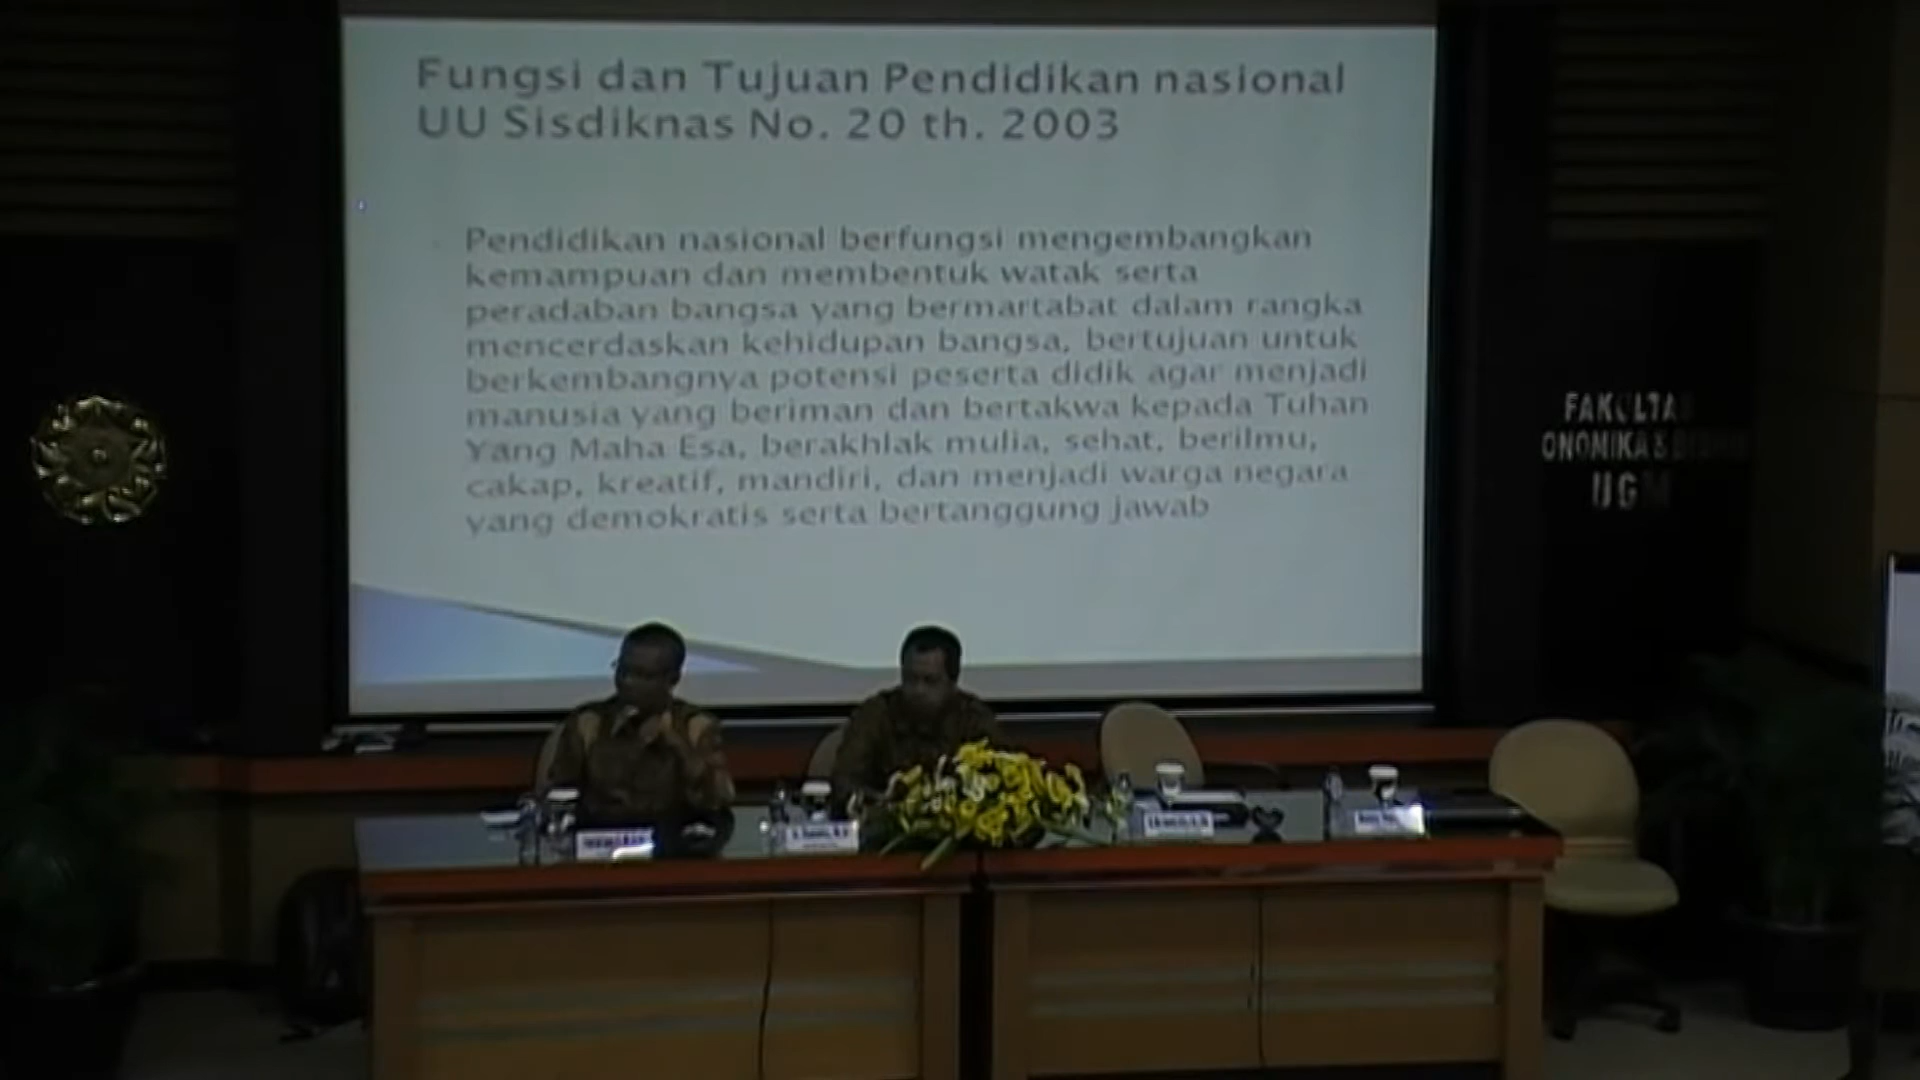 Fungsi dan Tujuan Pendidikan nasional
UU Sisdiknas No. 20 th. 2003
Pendidikan nasional berfungsi mengembangkan
kemampuan dan membentuk watak serta
peradaban bangsa yang bermartabat dalam rangka
mencerdaskan kehidupan bangsa, bertujuan untuk
berkembangnya potensi peserta didik agar menjadi
manusia yang beriman dan bertakwa kepada Tuhan
Yang Maha Esa, berakhlak mulia, sehat, berilmu,
cakap, kreatif, mandiri, dan menjadi warga negara
yang demokratis serta bertanggung jawab
FAKULTAS
ONOMIKA & BISNIS
UGM